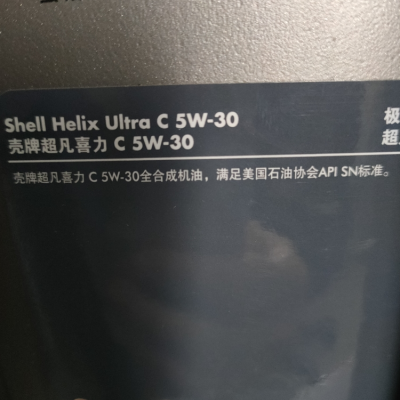 Shell Helix Ultra C 5W-30
壳牌超凡喜力 C 5W-30
壳牌超凡喜力 C 5W-30全合成机油，满足美国石油协会API SN标准。
极
超